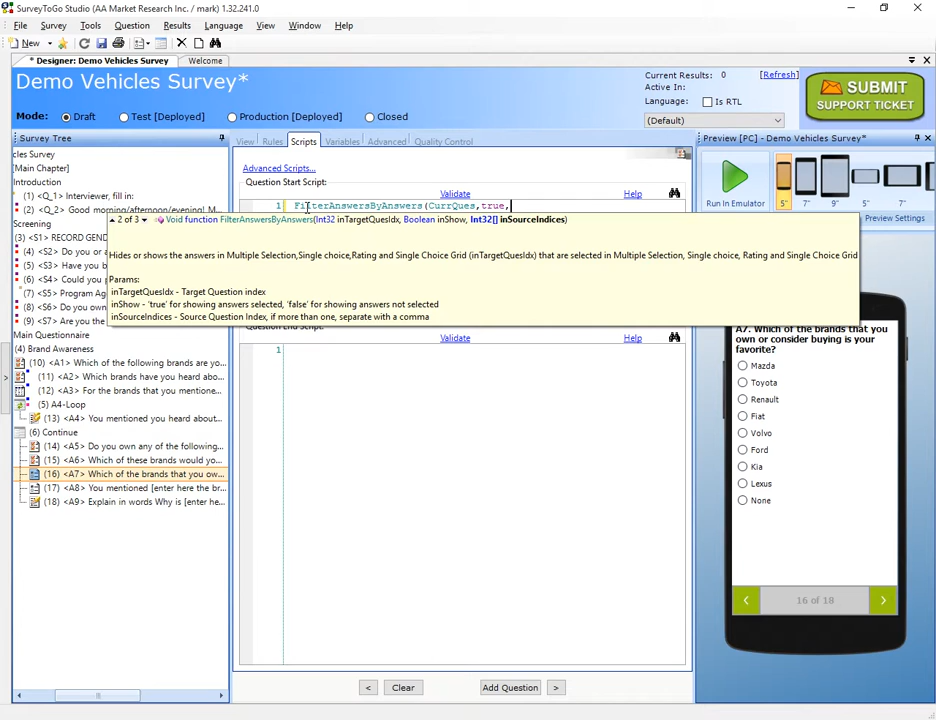 SurveyToGo Studio (AA Market Research Inc. / mark) 1.32.241.0
File Survey Tools Question Results Language View Window Help
New
* Designer: Demo Vehicles Survey* Welcome
Demo Vehicles Survey*
Current Results: 0 [Refresh]
Active In:
Language: Is RTL
(Default)
SUBMIT
SUPPORT TICKET
Mode: Draft Test [Deployed] Production [Deployed] Closed
Survey Tree
cles Survey
[Main Chapter]
Introduction
(1) <Q_1> Interviewer, fill in:
(2) <Q_2> Good morning/afternoon/evening! M...
(3) <S1> RECORD GEND
(4) <S2> Do you or a
(5) <S3> Have you b
(6) <S4> Could you p
(7) <S5> Program Ag
(8) <S6>
(9) <S7> Are you the
Main Questionnaire
(4) Brand Awareness
(10) <A1> Which of the following brands are yo...
(11) <A2> Which brands have you heard abo...
(12) <A3> For the brands that you mentione...
(5) A4-Loop
(13) <A4> You mentioned you heard about...
(6) Continue
(14) <A5> Do you own any of the following...
(15) <A6> Which of these brands would yo...
(16) <A7> Which of the brands that you ow...
(17) <A8> You mentioned [enter here the br...
(18) <A9> Explain in words Why is [enter he...
View Rules Scripts Variables Advanced Quality Control
Advanced Scripts...
Question Start Script:
Validate Help
1 FilterAnswersByAnswers(CurrQues,true,
2 of 3 Void function FilterAnswersByAnswers(Int32 inTargetQuesIdx, Boolean inShow, Int32[] inSourceIndices)
Hides or shows the answers in Multiple Selection,Single choice,Rating and Single Choice Grid (inTargetQuesIdx) that are selected in Multiple Selection, Single choice, Rating and Single Choice Grid
Params:
inTargetQuesIdx - Target Question index
inShow - 'true' for showing answers selected, 'false' for showing answers not selected
inSourceIndices - Source Question Index, if more than one, separate with a comma
Question End Script:
Validate Help
1
< Clear Add Question >
Preview [PC] - Demo Vehicles Survey*
Run In Emulator 5" 7" 9" 5" 7"
Preview Settings
A7. Which of the brands that you
own or consider buying is your
favorite?
Mazda
Toyota
Renault
Fiat
Volvo
Ford
Kia
Lexus
None
< 16 of 18 >